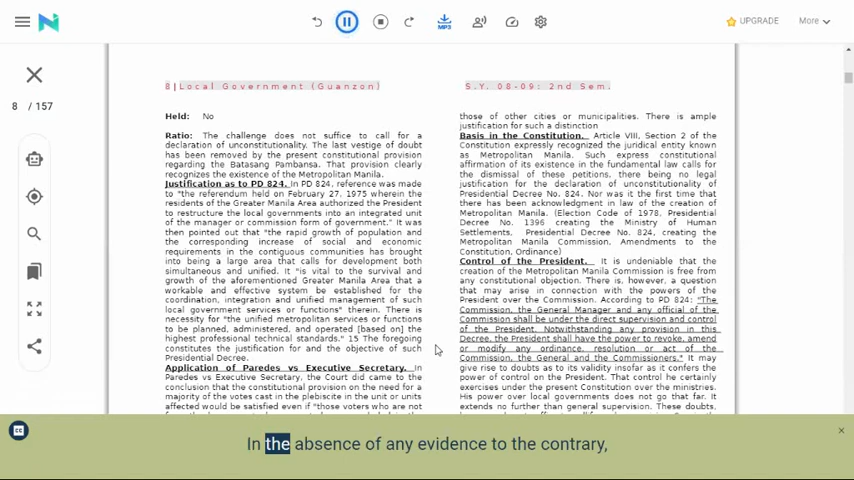 MP3
UPGRADE
More
8 / 157
8|Local Government (Guanzon)
S.Y. 08-09: 2nd Sem.
Held: No
Ratio: The challenge does not suffice to call for a
declaration of unconstitutionality. The last vestige of doubt
has been removed by the present constitutional provision
regarding the Batasang Pambansa. That provision clearly
recognizes the existence of the Metropolitan Manila.
Justification as to PD 824. In PD 824, reference was made
to "the referendum held on February 27, 1975 wherein the
residents of the Greater Manila Area authorized the President
to restructure the local governments into an integrated unit
of the manager or commission form of government." It was
then pointed out that "the rapid growth of population and
the corresponding increase of social and economic
requirements in the contiguous communities has brought
into being a large area that calls for development both
simultaneous and unified. It "is vital to the survival and
growth of the aforementioned Greater Manila Area that a
workable and effective system be established for the
coordination, integration and unified management of such
local government services or functions" therein. There is
necessity for "the unified metropolitan services or functions
to be planned, administered, and operated [based on] the
highest professional technical standards." 15 The foregoing
constitutes the justification for and the objective of such
Presidential Decree.
Application of Paredes vs Executive Secretary. In
Paredes vs Executive Secretary, the Court did came to the
conclusion that the constitutional provision on the need for a
majority of the votes cast in the plebiscite in the unit or units
affected would be satisfied even if "those voters who are not
those of other cities or municipalities. There is ample
justification for such a distinction
Basis in the Constitution. Article VIII, Section 2 of the
Constitution expressly recognized the juridical entity known
as Metropolitan Manila. Such express constitutional
affirmation of its existence in the fundamental law calls for
the dismissal of these petitions, there being no legal
justification for the declaration of unconstitutionality of
Presidential Decree No. 824. Nor was it the first time that
there has been acknowledgment in law of the creation of
Metropolitan Manila. (Election Code of 1978, Presidential
Decree No. 1396 creating the Ministry of Human
Settlements, Presidential Decree No. 824, creating the
Metropolitan Manila Commission, Amendments to the
Constitution, Ordinance)
Control of the President. It is undeniable that the
creation of the Metropolitan Manila Commission is free from
any constitutional objection. There is, however, a question
that may arise in connection with the powers of the
President over the Commission. According to PD 824: "The
Commission, the General Manager and any official of the
Commission shall be under the direct supervision and control
of the President. Notwithstanding any provision in this
Decree, the President shall have the power to revoke, amend
or modify any ordinance, resolution or act of the
Commission, the General and the Commissioners." It may
give rise to doubts as to its validity insofar as it confers the
power of control on the President. That control he certainly
exercises under the present Constitution over the ministries.
His power over local governments does not go that far. It
extends no further than general supervision. These doubts,
In the absence of any evidence to the contrary,